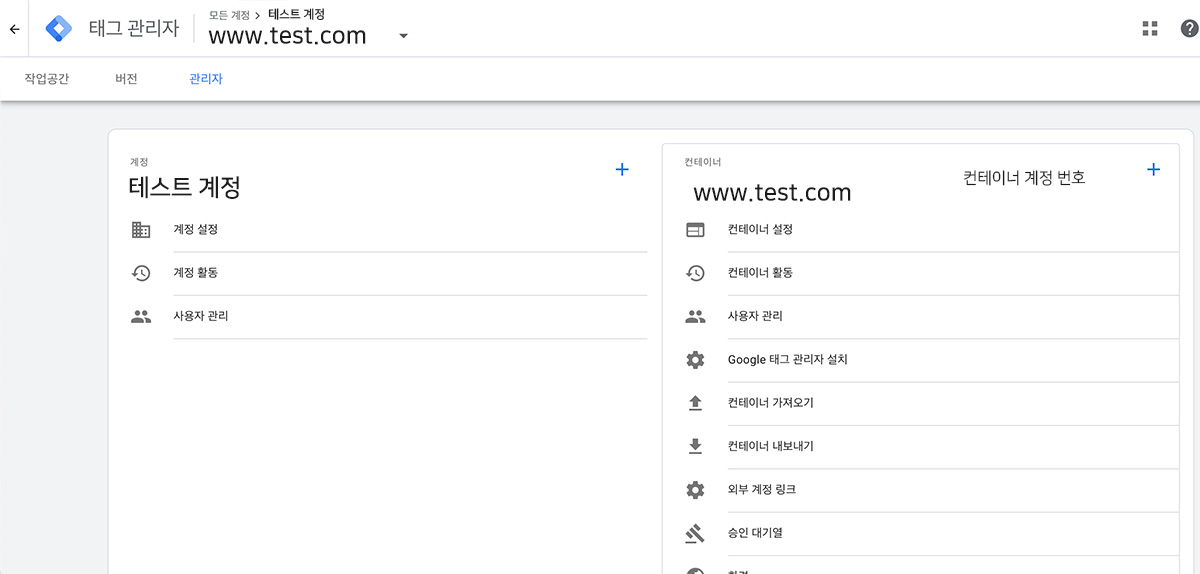 모든 계정 > 테스트 계정
태그 관리자
www.test.com
작업공간 버전 관리자
계정
테스트 계정
계정 설정
계정 활동
사용자 관리
컨테이너
www.test.com
컨테이너 계정 번호
컨테이너 설정
컨테이너 활동
사용자 관리
Google 태그 관리자 설치
컨테이너 가져오기
컨테이너 내보내기
외부 계정 링크
승인 대기열